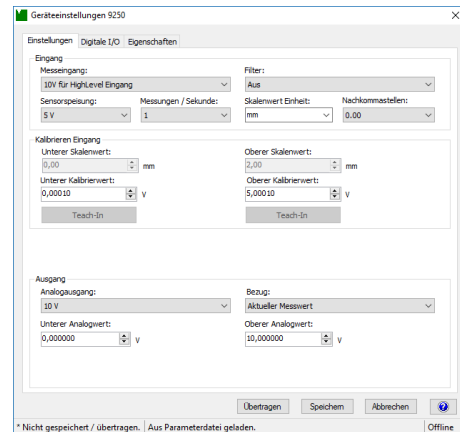 Geräteeinstellungen 9250
Einstellungen Digitale I/O Eigenschaften
Eingang
Messeingang: Filter:
10V für HighLevel Eingang Aus
Sensorspeisung: Messungen / Sekunde: Skalenwert Einheit: Nachkommastellen:
5 V 1 mm 0.00
Kalibrieren Eingang
Unterer Skalenwert: Oberer Skalenwert:
0,00 mm 2,00 mm
Unterer Kalibrierwert: Oberer Kalibrierwert:
0,00010 V 5,00010 V
Teach-In Teach-In
Ausgang
Analogausgang: Bezug:
10 V Aktueller Messwert
Unterer Analogwert: Oberer Analogwert:
0,000000 V 10,000000 V
Übertragen Speichern Abbrechen ?
* Nicht gespeichert / übertragen. Aus Parameterdatei geladen. Offline